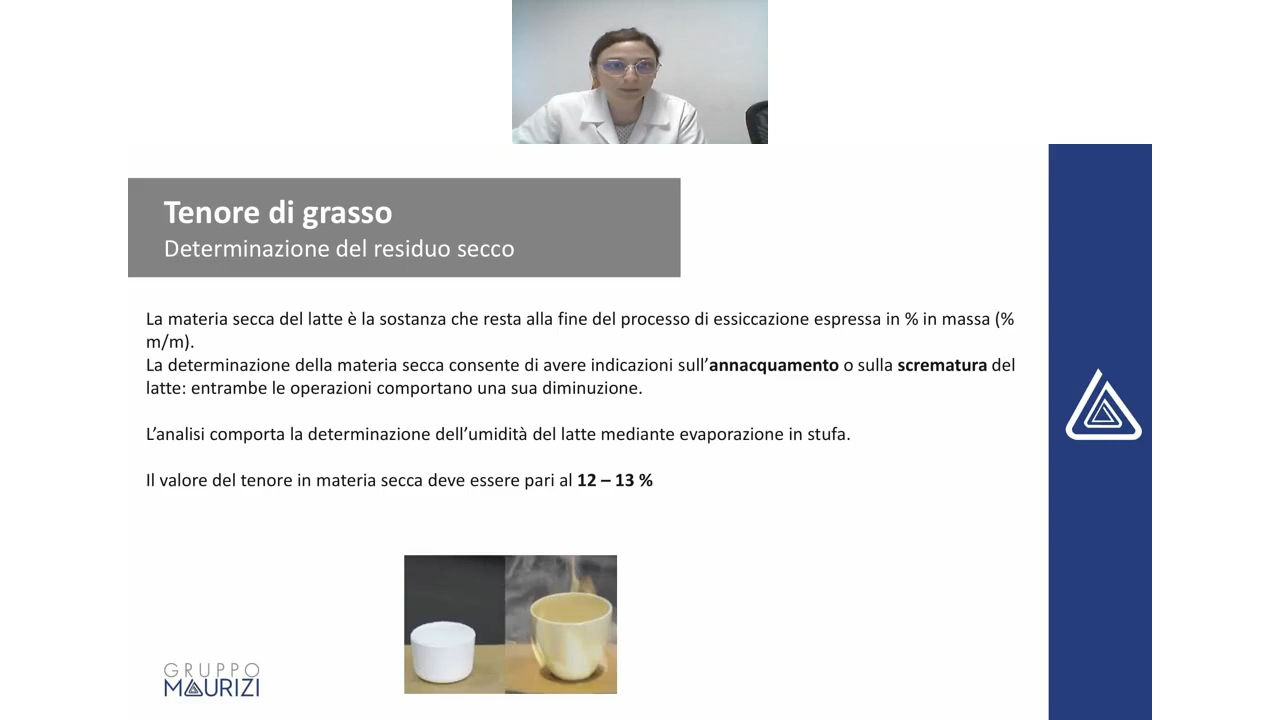 Tenore di grasso
Determinazione del residuo secco
La materia secca del latte è la sostanza che resta alla fine del processo di essiccazione espressa in % in massa (%
m/m).
La determinazione della materia secca consente di avere indicazioni sull’annacquamento o sulla scrematura del
latte: entrambe le operazioni comportano una sua diminuzione.
L’analisi comporta la determinazione dell’umidità del latte mediante evaporazione in stufa.
Il valore del tenore in materia secca deve essere pari al 12 – 13 %
GRUPPO
MAURIZI